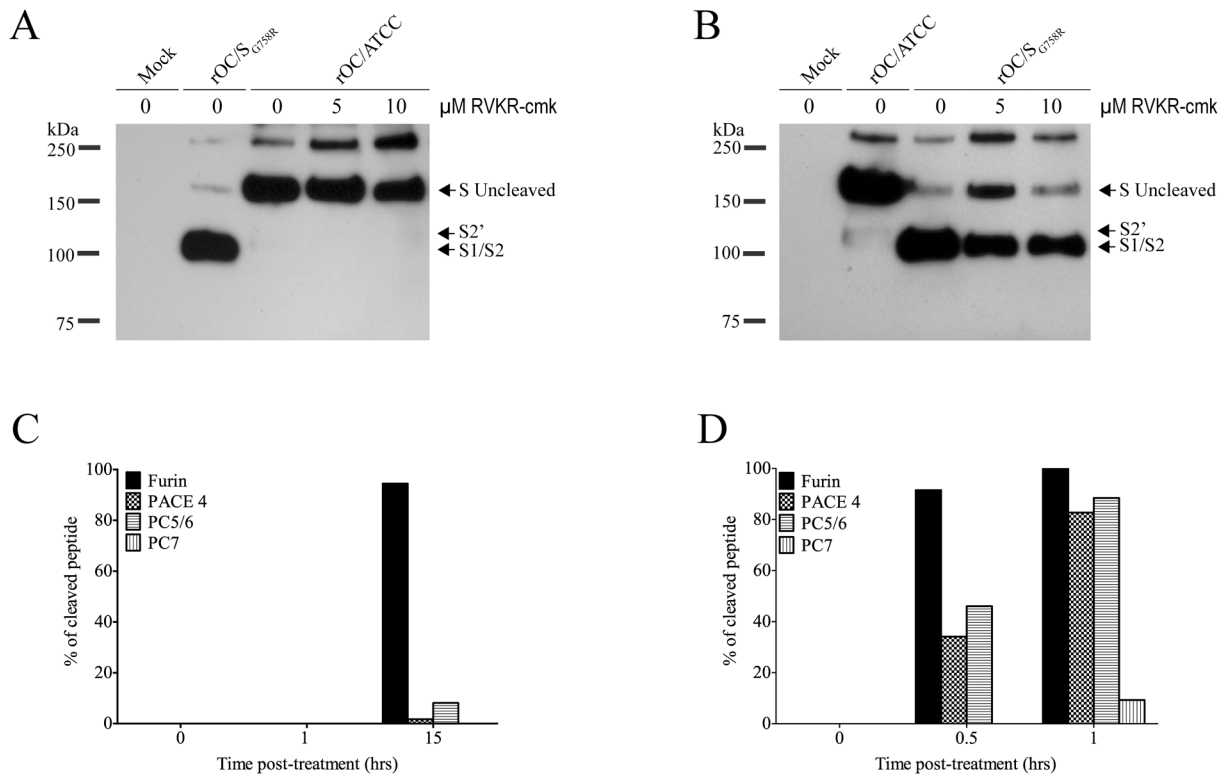 A
Mock
rOC/S G758R
rOC/ATCC
0 0 0 5 10 µM RVKR-cmk
kDa
250
150
100
75
S Uncleaved
S2’
S1/S2
B
Mock
rOC/ATCC
rOC/S G758R
0 0 0 5 10 µM RVKR-cmk
kDa
250
150
100
75
S Uncleaved
S2’
S1/S2
C
% of cleaved peptide
100
80
60
40
20
0
Furin
PACE 4
PC5/6
PC7
0 1 15
Time post-treatment (hrs)
D
% of cleaved peptide
100
80
60
40
20
0
Furin
PACE 4
PC5/6
PC7
0 0.5 1
Time post-treatment (hrs)